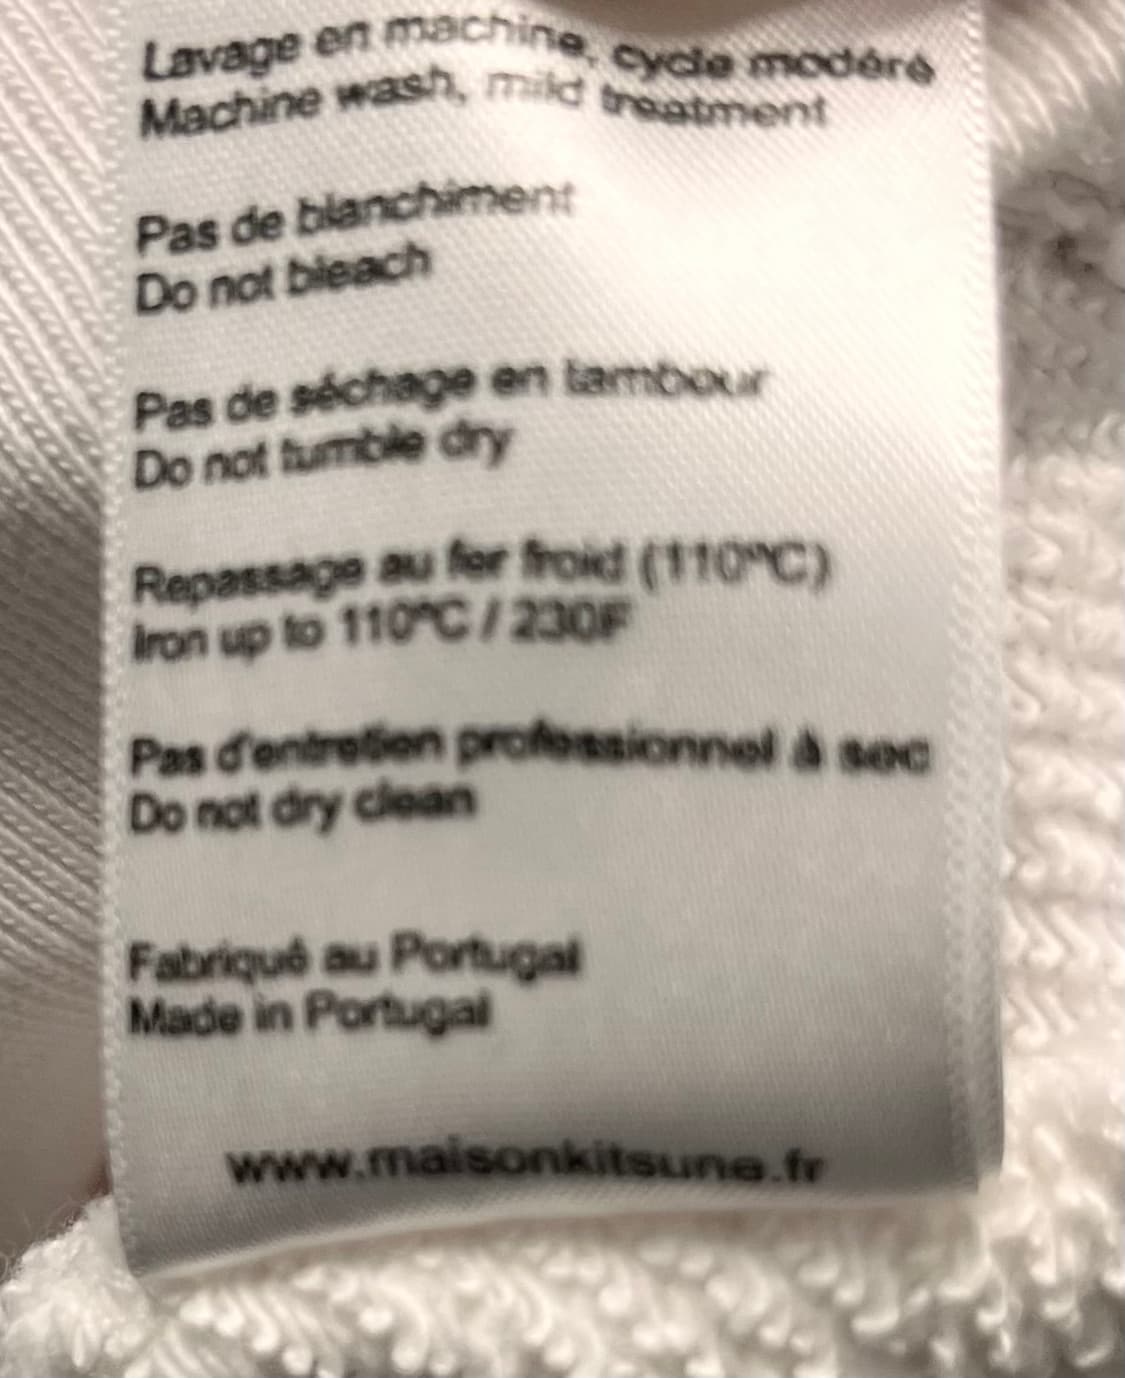 Lavage en machine, cycle modéré
Machine wash, mild treatment
Pas de blanchiment
Do not bleach
Pas de séchage en tambour
Do not tumble dry
Repassage au fer froid (110ºC)
Iron up to 110ºC / 230F
Pas d'entretien professionnel à sec
Do not dry clean
Fabriqué au Portugal
Made in Portugal
www.maisonkitsune.fr